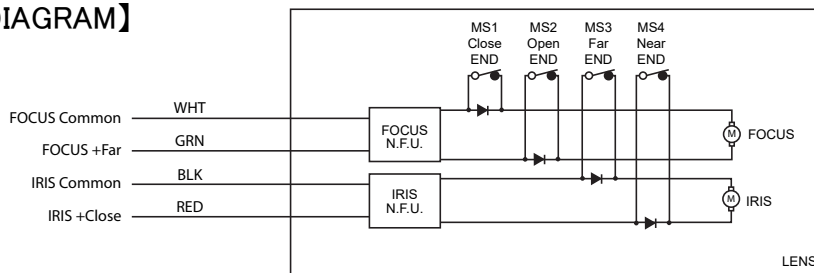 DIAGRAM】
MS1 MS2 MS3 MS4
Close Open Far Near
END END END END
FOCUS Common WHT
FOCUS +Far GRN
FOCUS
N.F.U.
M FOCUS
IRIS Common BLK
IRIS +Close RED
IRIS
N.F.U.
M IRIS
LENS